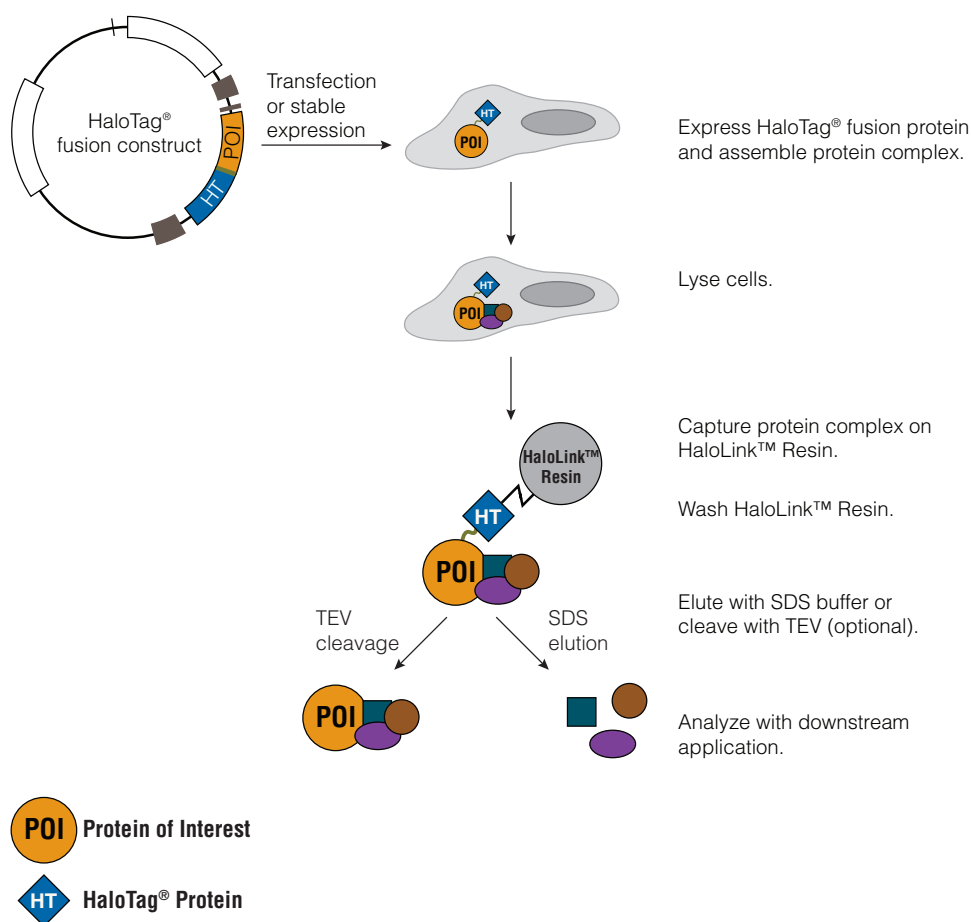 HaloTag®
fusion construct
POI
HT
Transfection
or stable
expression
HT
POI
Express HaloTag® fusion protein
and assemble protein complex.
HT
POI
Lyse cells.
HaloLink™
Resin
Capture protein complex on
HaloLink™ Resin.
HT
Wash HaloLink™ Resin.
POI
TEV
cleavage
SDS
elution
Elute with SDS buffer or
cleave with TEV (optional).
POI
Analyze with downstream
application.
POI
Protein of Interest
HT
HaloTag® Protein